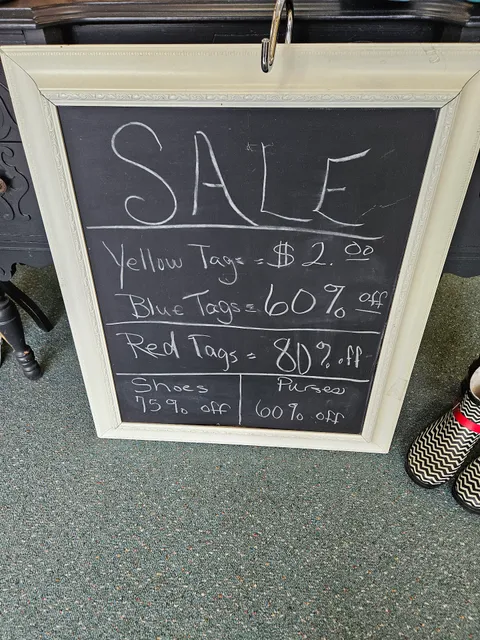 SALE
Yellow Tags = $2.00
Blue Tags = 60% off
Red Tags = 80% off
Shoes
75% off
Purses
60% off